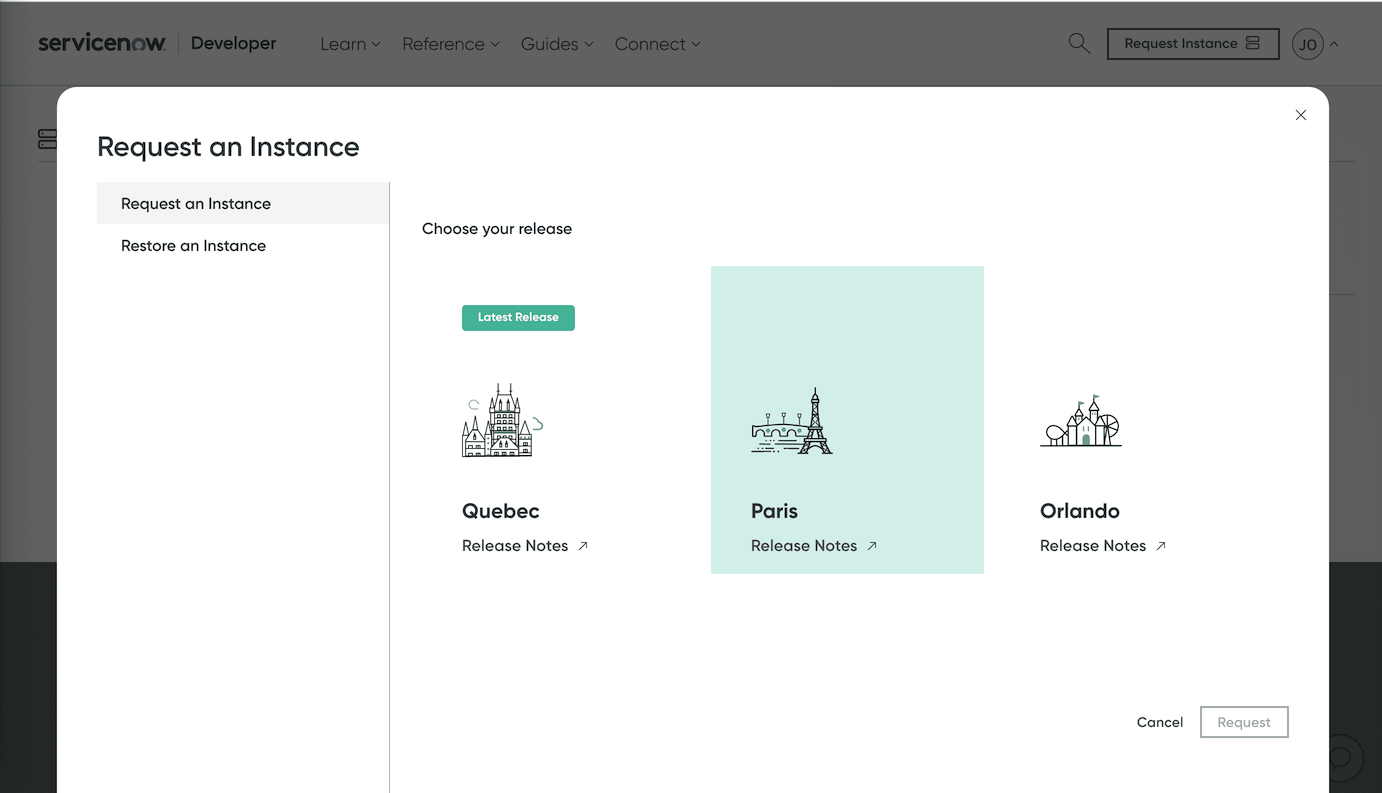 servicenow Developer Learn Reference Guides Connect Request Instance JO
Request an Instance
Request an Instance
Restore an Instance
Choose your release
Latest Release
Quebec Paris Orlando
Release Notes Release Notes Release Notes
Cancel Request